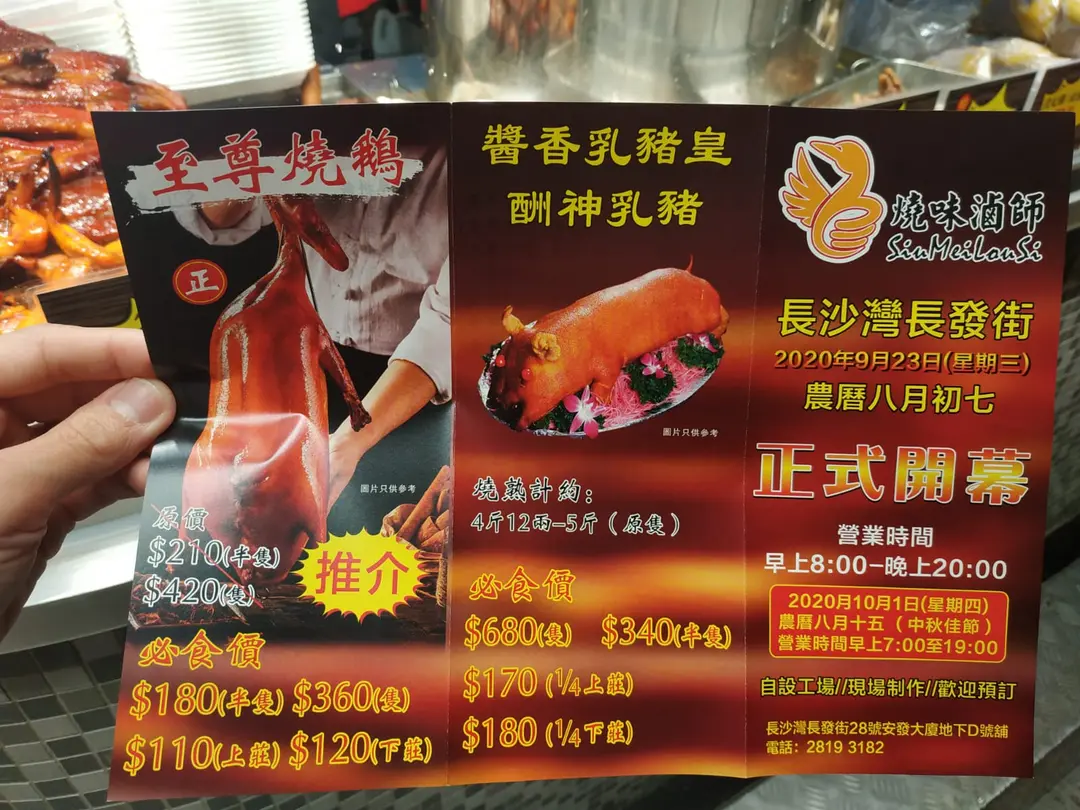 至尊燒鵝
正
圖片只供參考
原價
$210(半隻)
$420(隻)
推介
必食價
$180(半隻) $360(隻)
$110(上莊) $120(下莊)
醬香乳豬皇
酬神乳豬
圖片只供參考
燒熟計約：
4斤12兩–5斤（原隻）
必食價
$680(隻) $340(半隻)
$170 (1/4上莊)
$180 (1/4下莊)
燒味滷師
SiuMeiLouSi
長沙灣長發街
2020年9月23日(星期三)
農曆八月初七
正式開幕
營業時間
早上8:00–晚上20:00
2020月10月1日(星期四)
農曆八月十五（中秋佳節）
營業時間早上7:00至19:00
自設工場//現場制作//歡迎預訂
長沙灣長發街28號安發大廈地下D號舖
電話：2819 3182